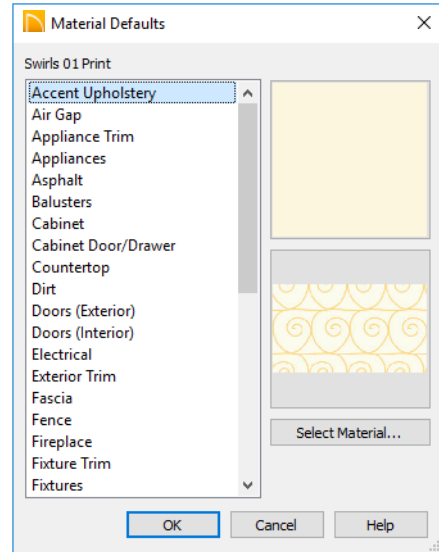 Material Defaults
Swirls 01 Print
Accent Upholstery
Air Gap
Appliance Trim
Appliances
Asphalt
Balusters
Cabinet
Cabinet Door/Drawer
Countertop
Dirt
Doors (Exterior)
Doors (Interior)
Electrical
Exterior Trim
Fascia
Fence
Fireplace
Fixture Trim
Fixtures
Select Material...
OK Cancel Help